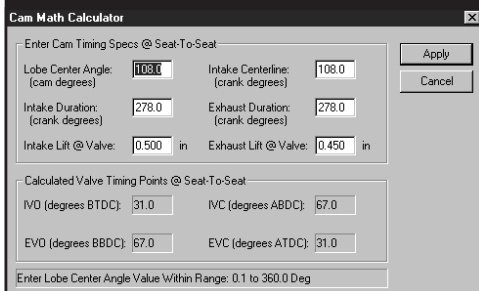 Cam Math Calculator
Enter Cam Timing Specs @ Seat-To-Seat
Lobe Center Angle: 108.0 Intake Centerline: 108.0
(cam degrees) (crank degrees)
Intake Duration: 278.0 Exhaust Duration: 278.0
(crank degrees) (crank degrees)
Intake Lift @ Valve: 0.500 in Exhaust Lift @ Valve: 0.450 in
Apply
Cancel
Calculated Valve Timing Points @ Seat-To-Seat
IVO (degrees BTDC): 31.0 IVC (degrees ABDC): 67.0
EVO (degrees BBDC): 67.0 EVC (degrees ATDC): 31.0
Enter Lobe Center Angle Value Within Range: 0.1 to 360.0 Deg